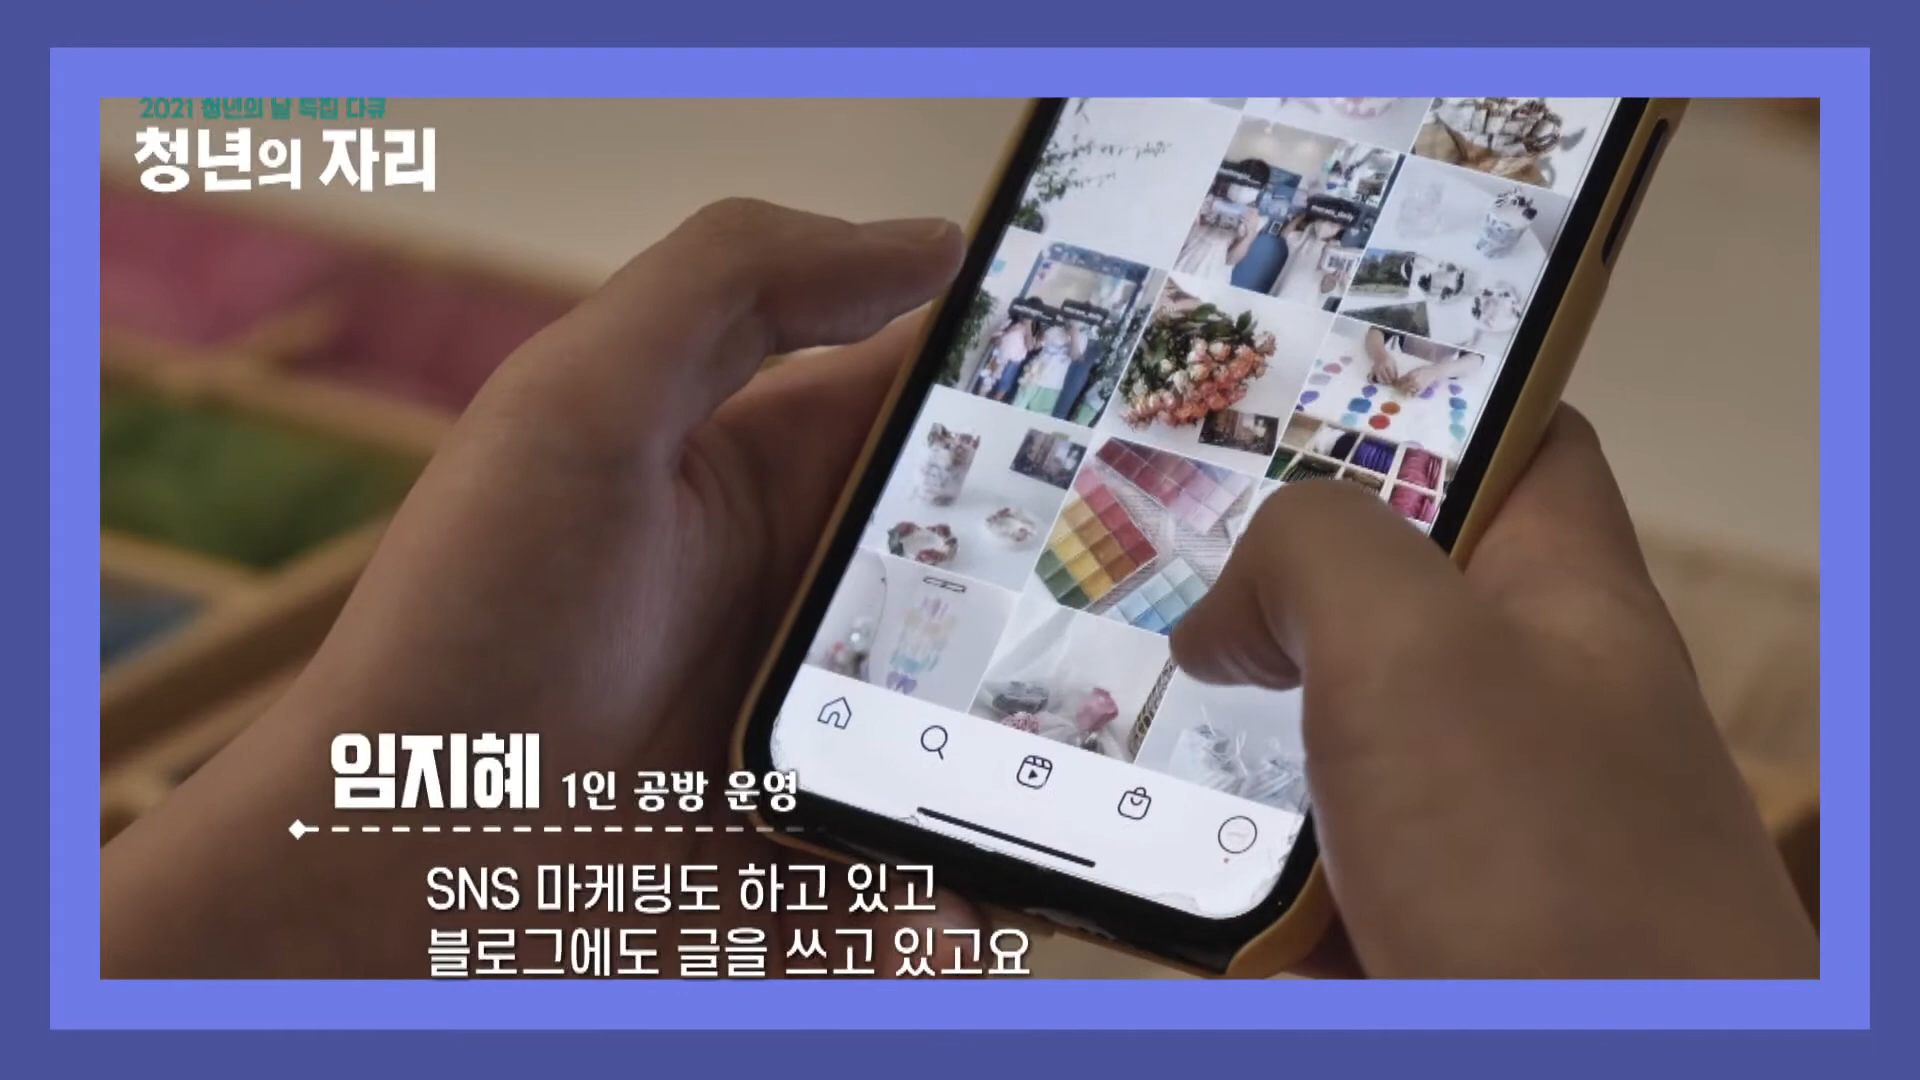 2021 청년의 날 특집 다큐
청년의 자리
임지혜 1인 공방 운영
SNS 마케팅도 하고 있고
블로그에도 글을 쓰고 있고요